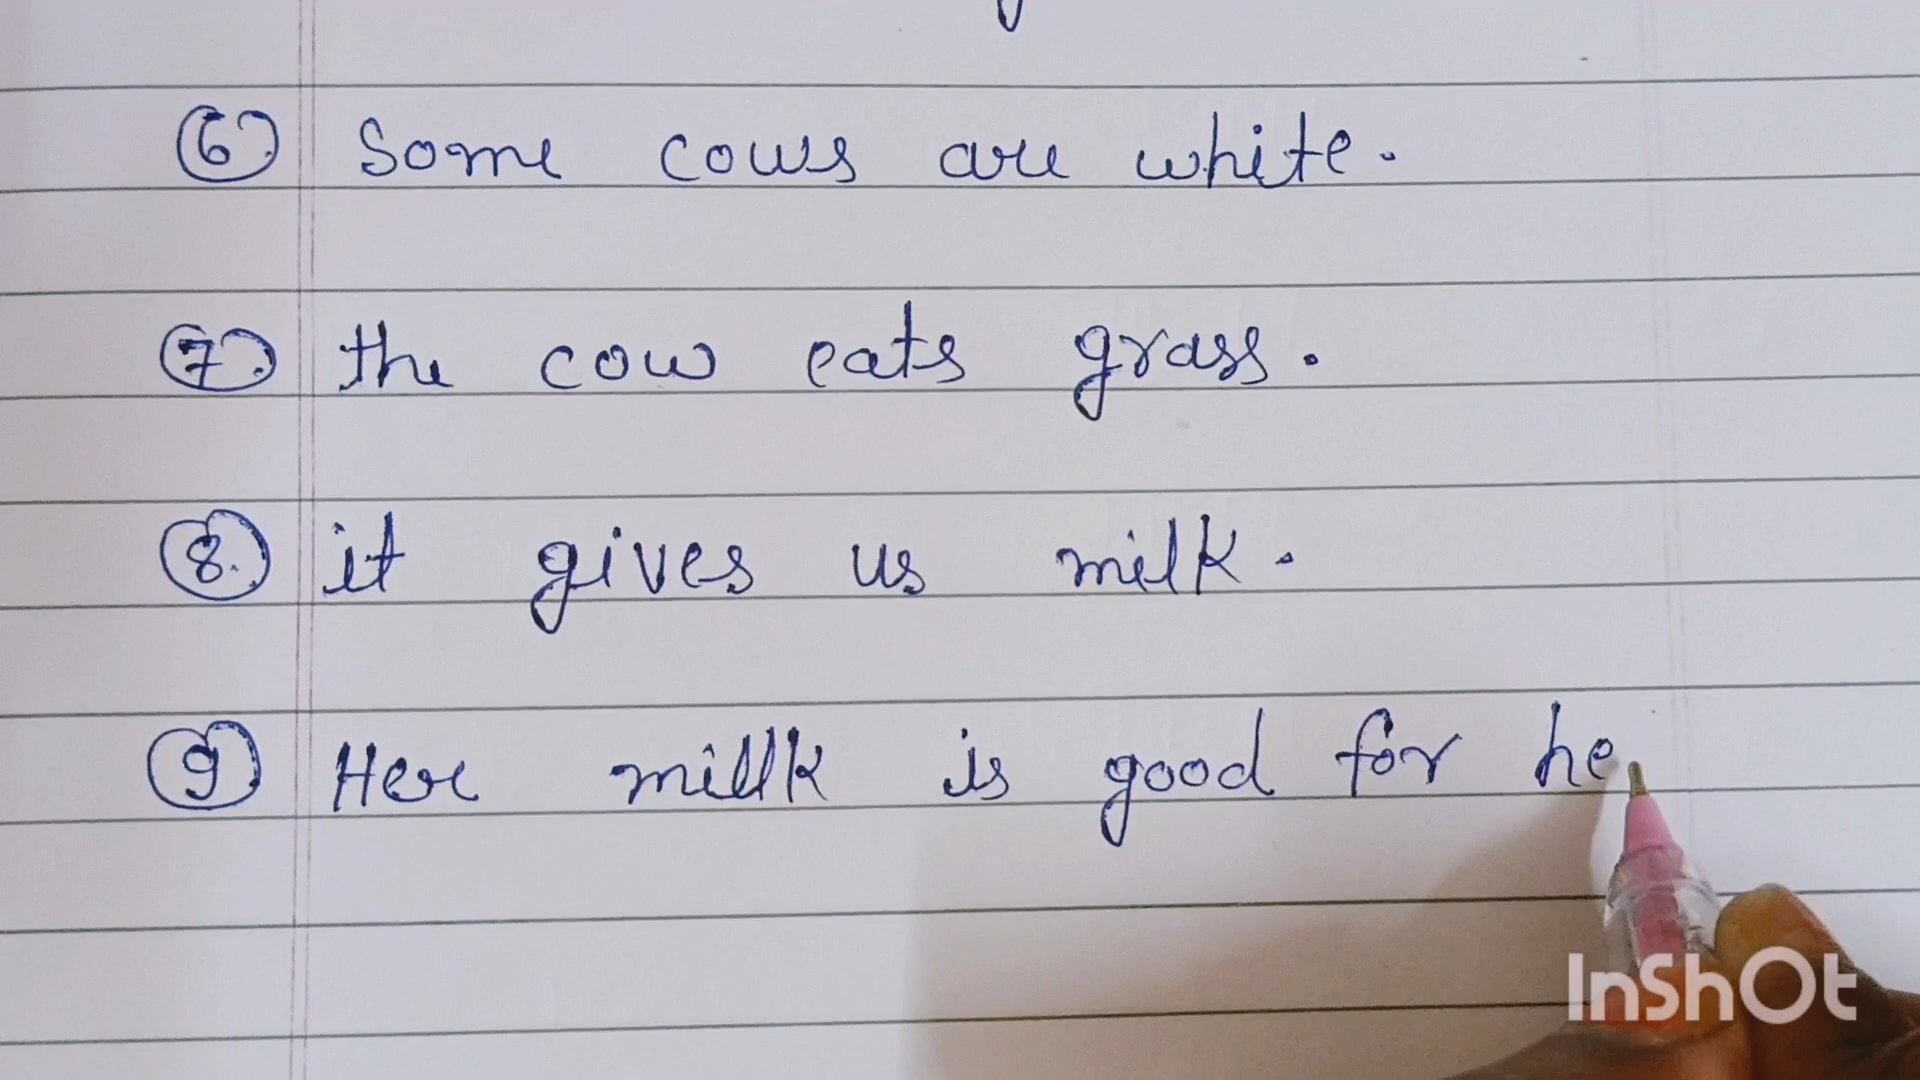 6. Some cows are white.
7. the cow eats grass.
8. it gives us milk.
9. Her millk is good for he
InShOt